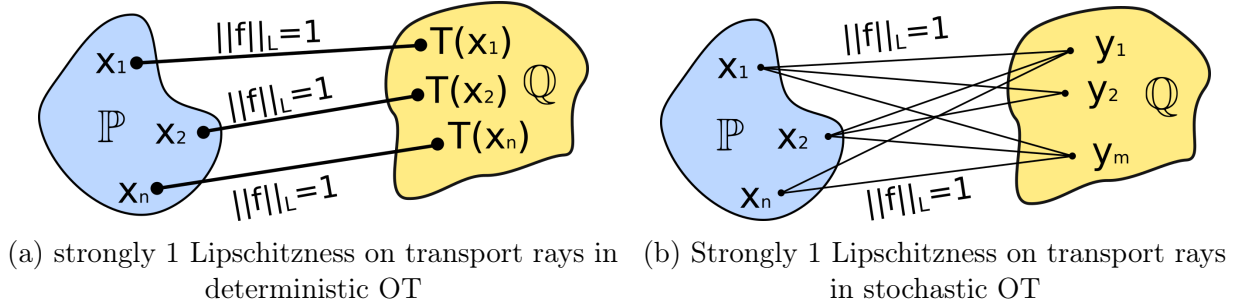 ||f||L=1
x1
T(x1)
||f||L=1
T(x2)
ℚ
ℙ
x2
T(xn)
xn
||f||L=1
||f||L=1
x1
y1
y2
ℚ
ℙ
x2
ym
xn
||f||L=1
(a) strongly 1 Lipschitzness on transport rays in
deterministic OT
(b) Strongly 1 Lipschitzness on transport rays
in stochastic OT